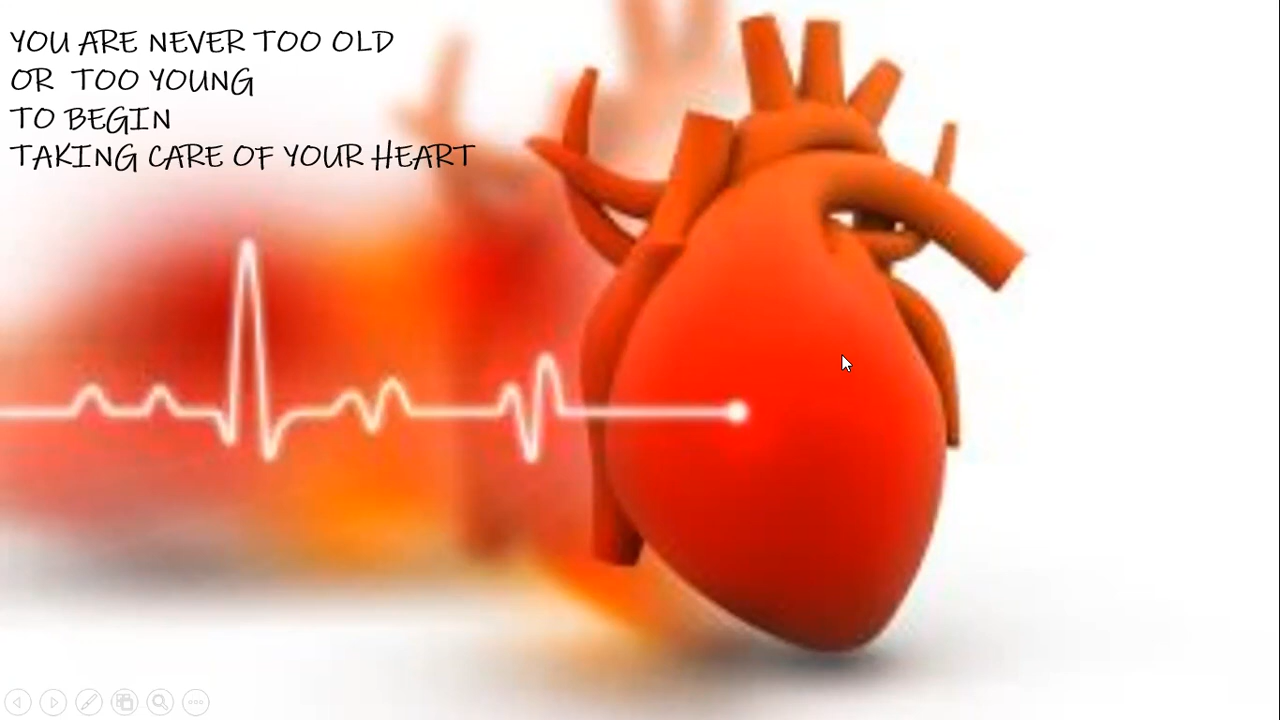 YOU ARE NEVER TOO OLD
OR TOO YOUNG
TO BEGIN
TAKING CARE OF YOUR HEART